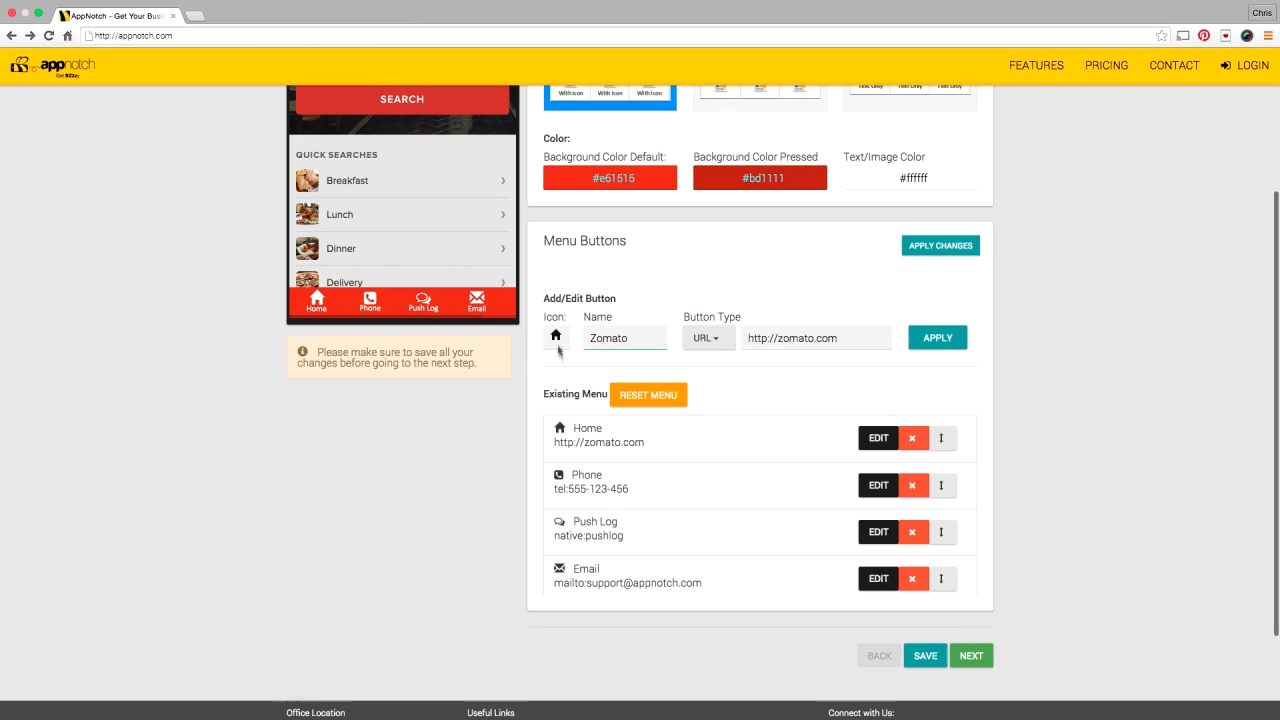 AppNotch - Get Your Busi
Chris
http://appnotch.com
appnotch
Get BZzzy
FEATURES
PRICING
CONTACT
LOGIN
SEARCH
QUICK SEARCHES
Breakfast
Lunch
Dinner
Delivery
Home
Phone
Push Log
Email
Please make sure to save all your
changes before going to the next step.
With Icon
With Icon
With Icon
Text Only
Text Only
Text Only
Color:
Background Color Default:
Background Color Pressed
Text/Image Color
#e61515
#bd1111
#ffffff
Menu Buttons
APPLY CHANGES
Add/Edit Button
Icon:
Name
Button Type
Zomato
URL
http://zomato.com
APPLY
Existing Menu
RESET MENU
Home
http://zomato.com
EDIT
Phone
tel:555-123-456
EDIT
Push Log
native:pushlog
EDIT
Email
mailto:support@appnotch.com
EDIT
BACK
SAVE
NEXT
Office Location
Useful Links
Connect with Us: